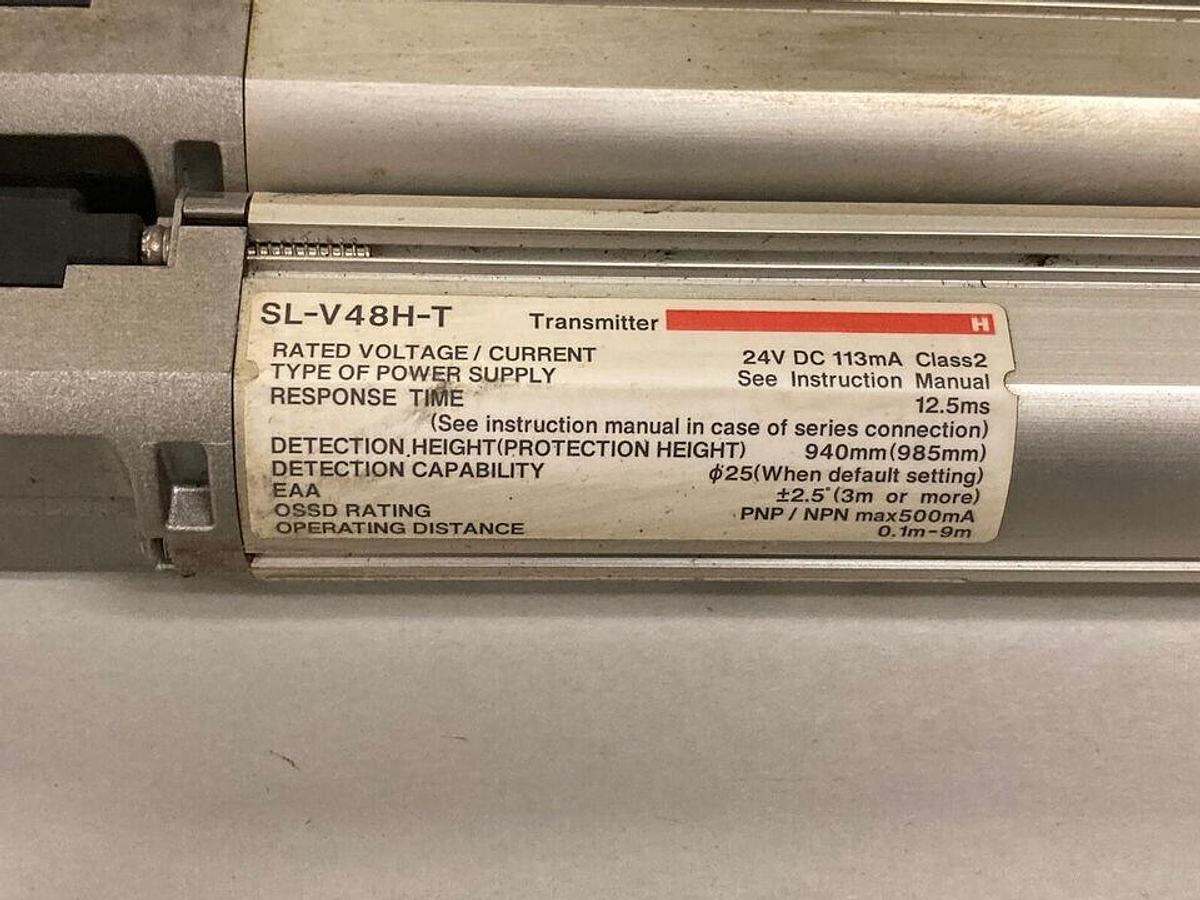 SL-V48H-T Transmitter H
RATED VOLTAGE / CURRENT 24V DC 113mA Class2
TYPE OF POWER SUPPLY See Instruction Manual
RESPONSE TIME 12.5ms
(See instruction manual in case of series connection)
DETECTION HEIGHT(PROTECTION HEIGHT) 940mm(985mm)
DETECTION CAPABILITY ϕ25(When default setting)
EAA ±2.5°(3m or more)
OSSD RATING PNP / NPN max500mA
OPERATING DISTANCE 0.1m-9m